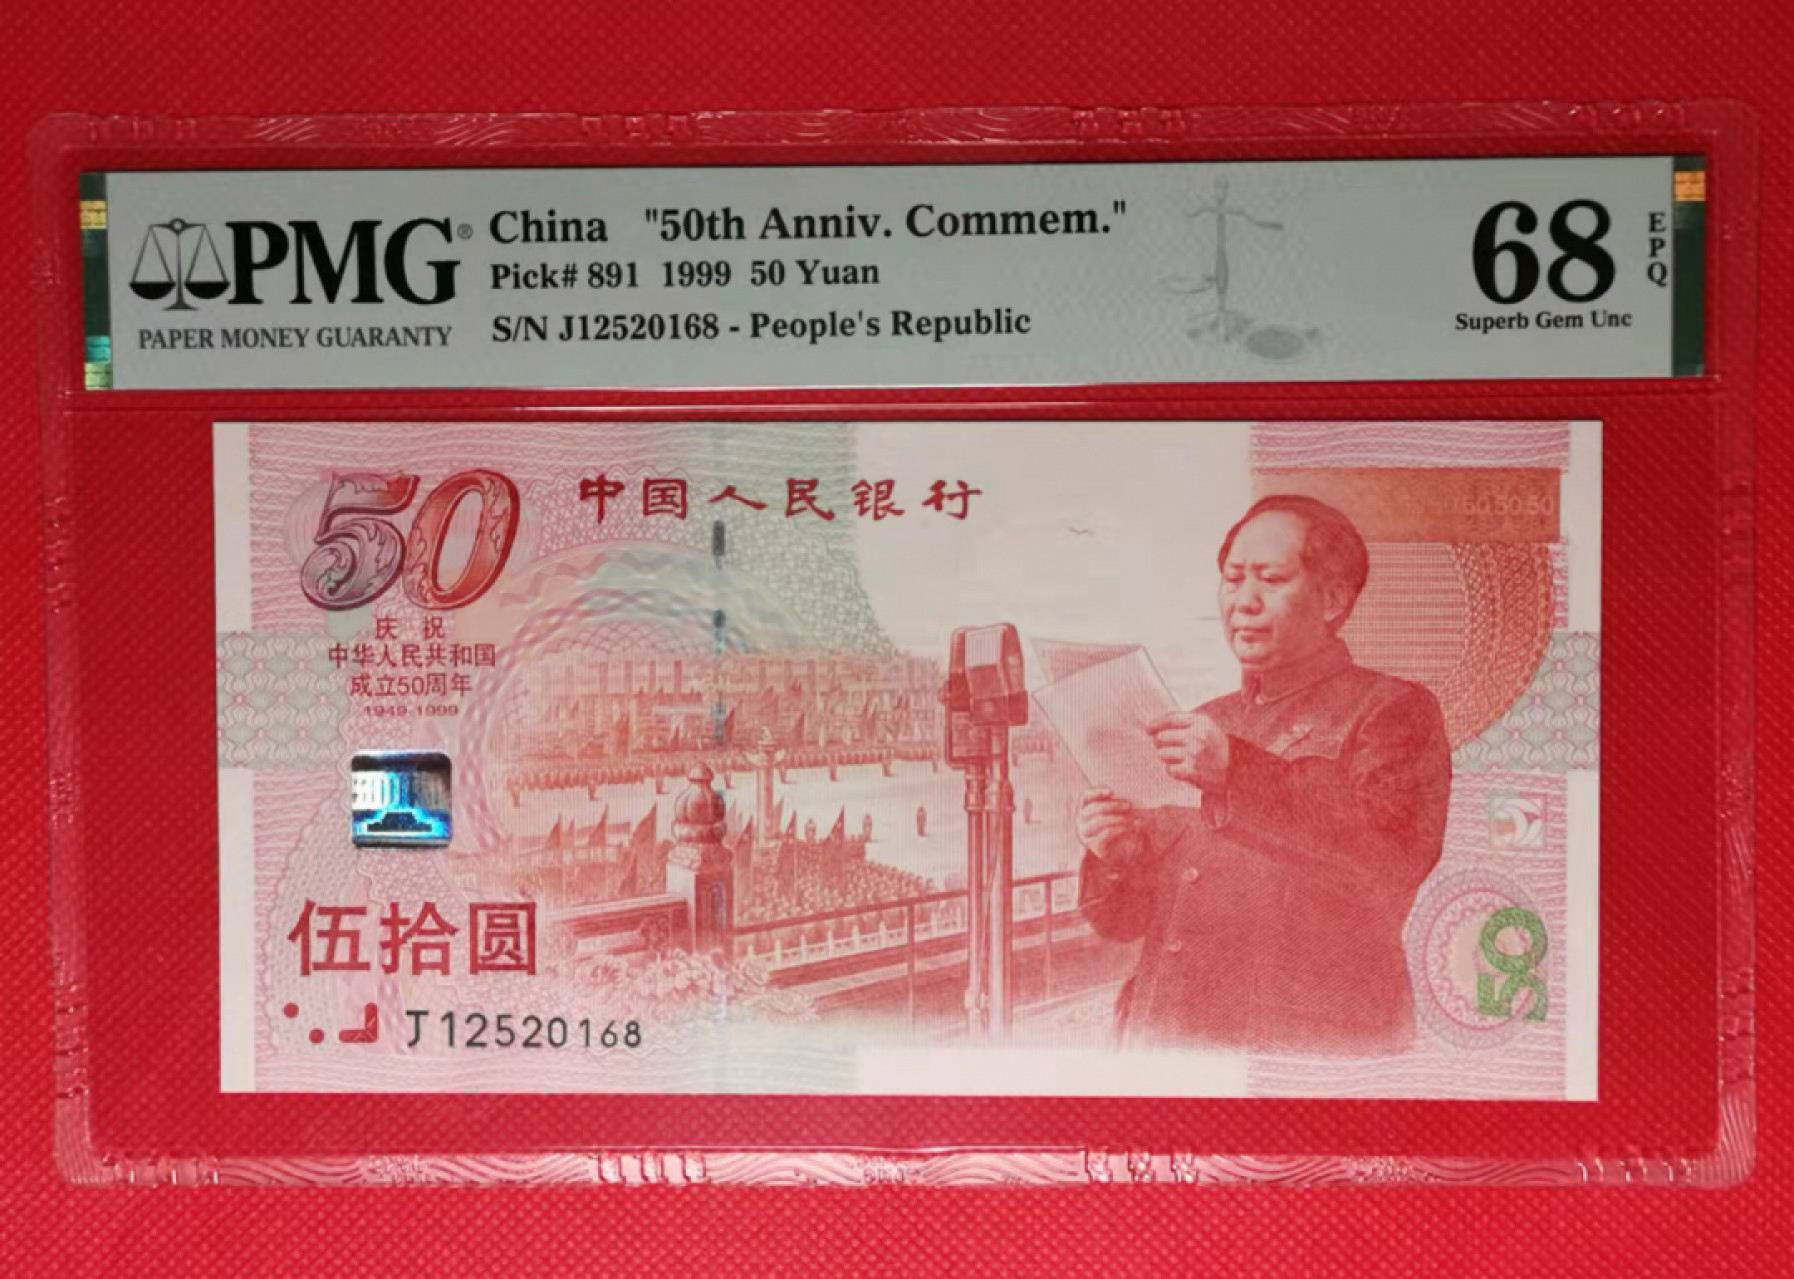 PMG®
PAPER MONEY GUARANTY
China "50th Anniv. Commem."
Pick# 891 1999 50 Yuan
S/N J12520168 - People's Republic
68
EPQ
Superb Gem Unc
50
中国人民银行
庆祝
中华人民共和国
成立50周年
1949-1999
伍拾圆
J12520168
50